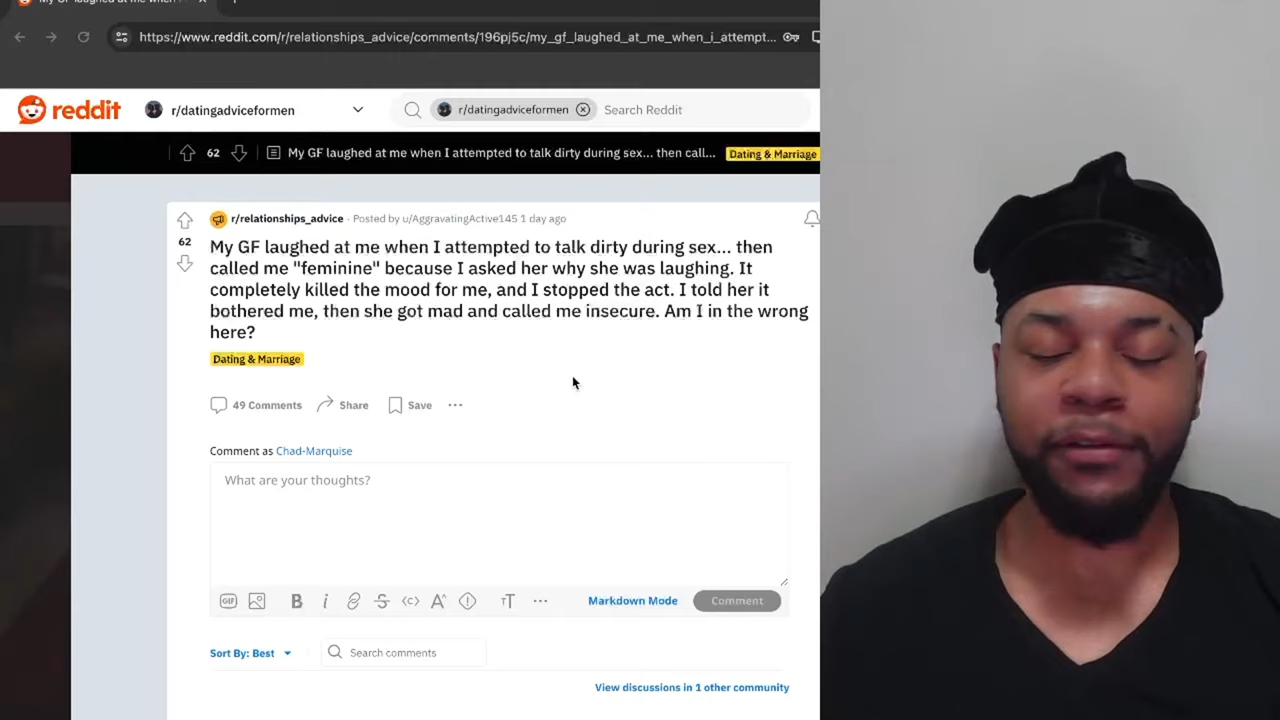 My GF laughed at me when I
https://www.reddit.com/r/relationships_advice/comments/196pj5c/my_gf_laughed_at_me_when_i_attempt...
reddit
r/datingadviceformen
r/datingadviceformen
Search Reddit
62
My GF laughed at me when I attempted to talk dirty during sex... then call...
Dating & Marriage
r/relationships_advice · Posted by u/AggravatingActive145 1 day ago
62
My GF laughed at me when I attempted to talk dirty during sex... then
called me "feminine" because I asked her why she was laughing. It
completely killed the mood for me, and I stopped the act. I told her it
bothered me, then she got mad and called me insecure. Am I in the wrong
here?
Dating & Marriage
49 Comments
Share
Save
Comment as Chad-Marquise
What are your thoughts?
Markdown Mode
Comment
Sort By: Best
Search comments
View discussions in 1 other community